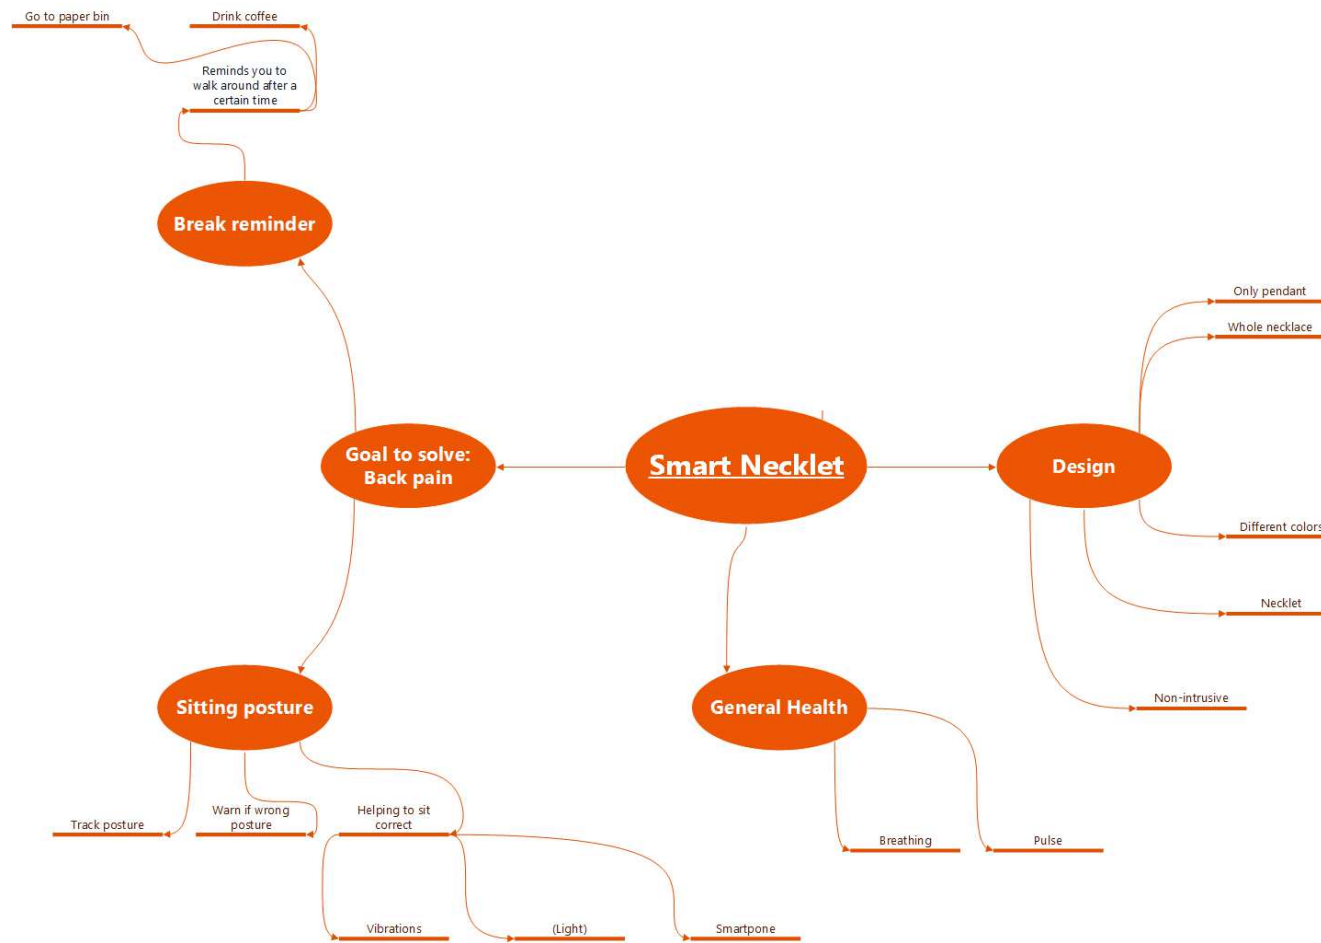 Go to paper bin
Drink coffee
Reminds you to
walk around after a
certain time
Break reminder
Only pendant
Whole necklace
Goal to solve:
Back pain
Smart Necklet
Design
Different colors
Necklet
Sitting posture
General Health
Non-intrusive
Track posture
Warn if wrong
posture
Helping to sit
correct
Breathing
Pulse
Vibrations
(Light)
Smartpone